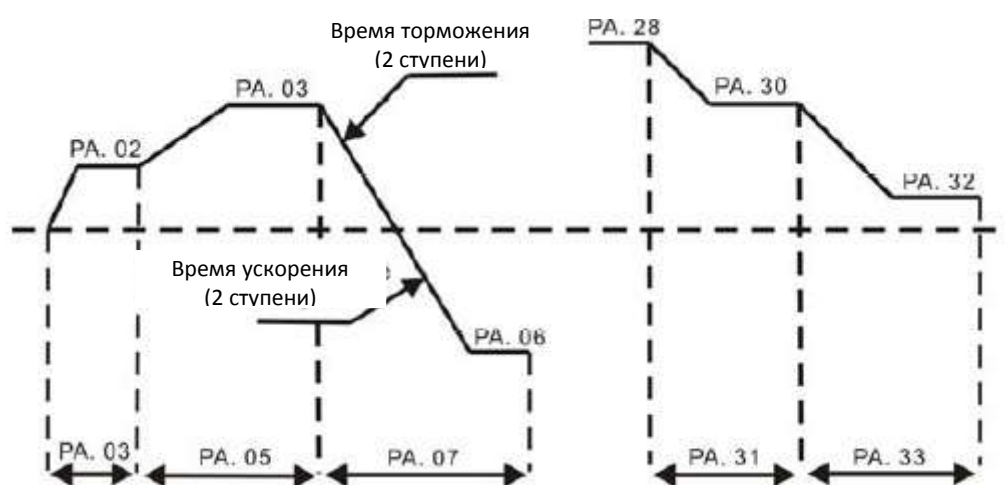 Время торможения
(2 ступени)
PA. 28
PA. 03
PA. 30
PA. 02
PA. 32
Время ускорения
(2 ступени)
PA. 06
PA. 03
PA. 05
PA. 07
PA. 31
PA. 33